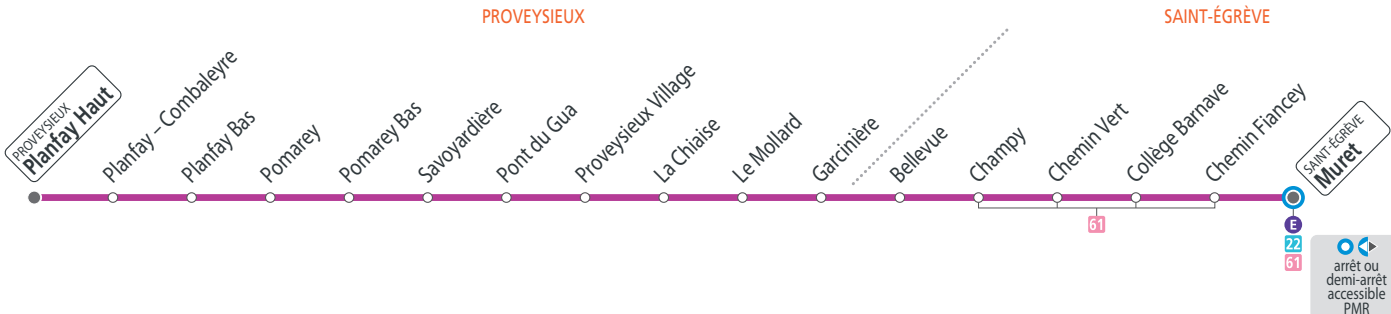 PROVEYSIEUX
SAINT-ÉGRÈVE
PROVEYSIEUX
Planfay Haut
Planfay – Combaleyre
Planfay Bas
Pomarey
Pomarey Bas
Savoyardière
Pont du Gua
Proveysieux Village
La Chiaise
Le Mollard
Garcinière
Bellevue
Champy
Chemin Vert
Collège Barnave
Chemin Fiancey
SAINT-ÉGRÈVE
Muret
61
E
22
61
arrêt ou
demi-arrêt
accessible
PMR